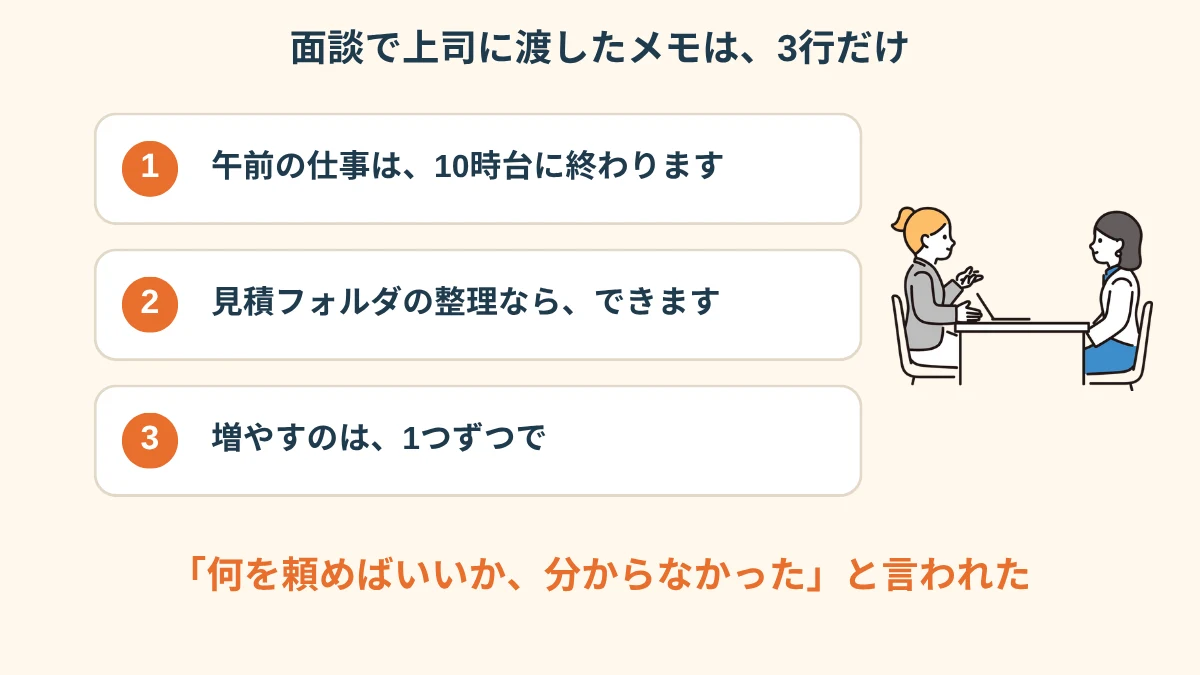 面談で上司に渡したメモは、3行だけ
1 午前の仕事は、10時台に終わります
2 見積フォルダの整理なら、できます
3 増やすのは、1つずつで
「何を頼めばいいか、分からなかった」と言われた